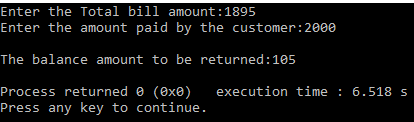 Enter the Total bill amount:1895
Enter the amount paid by the customer:2000
The balance amount to be returned:105
Process returned 0 (0x0)   execution time : 6.518 s
Press any key to continue.